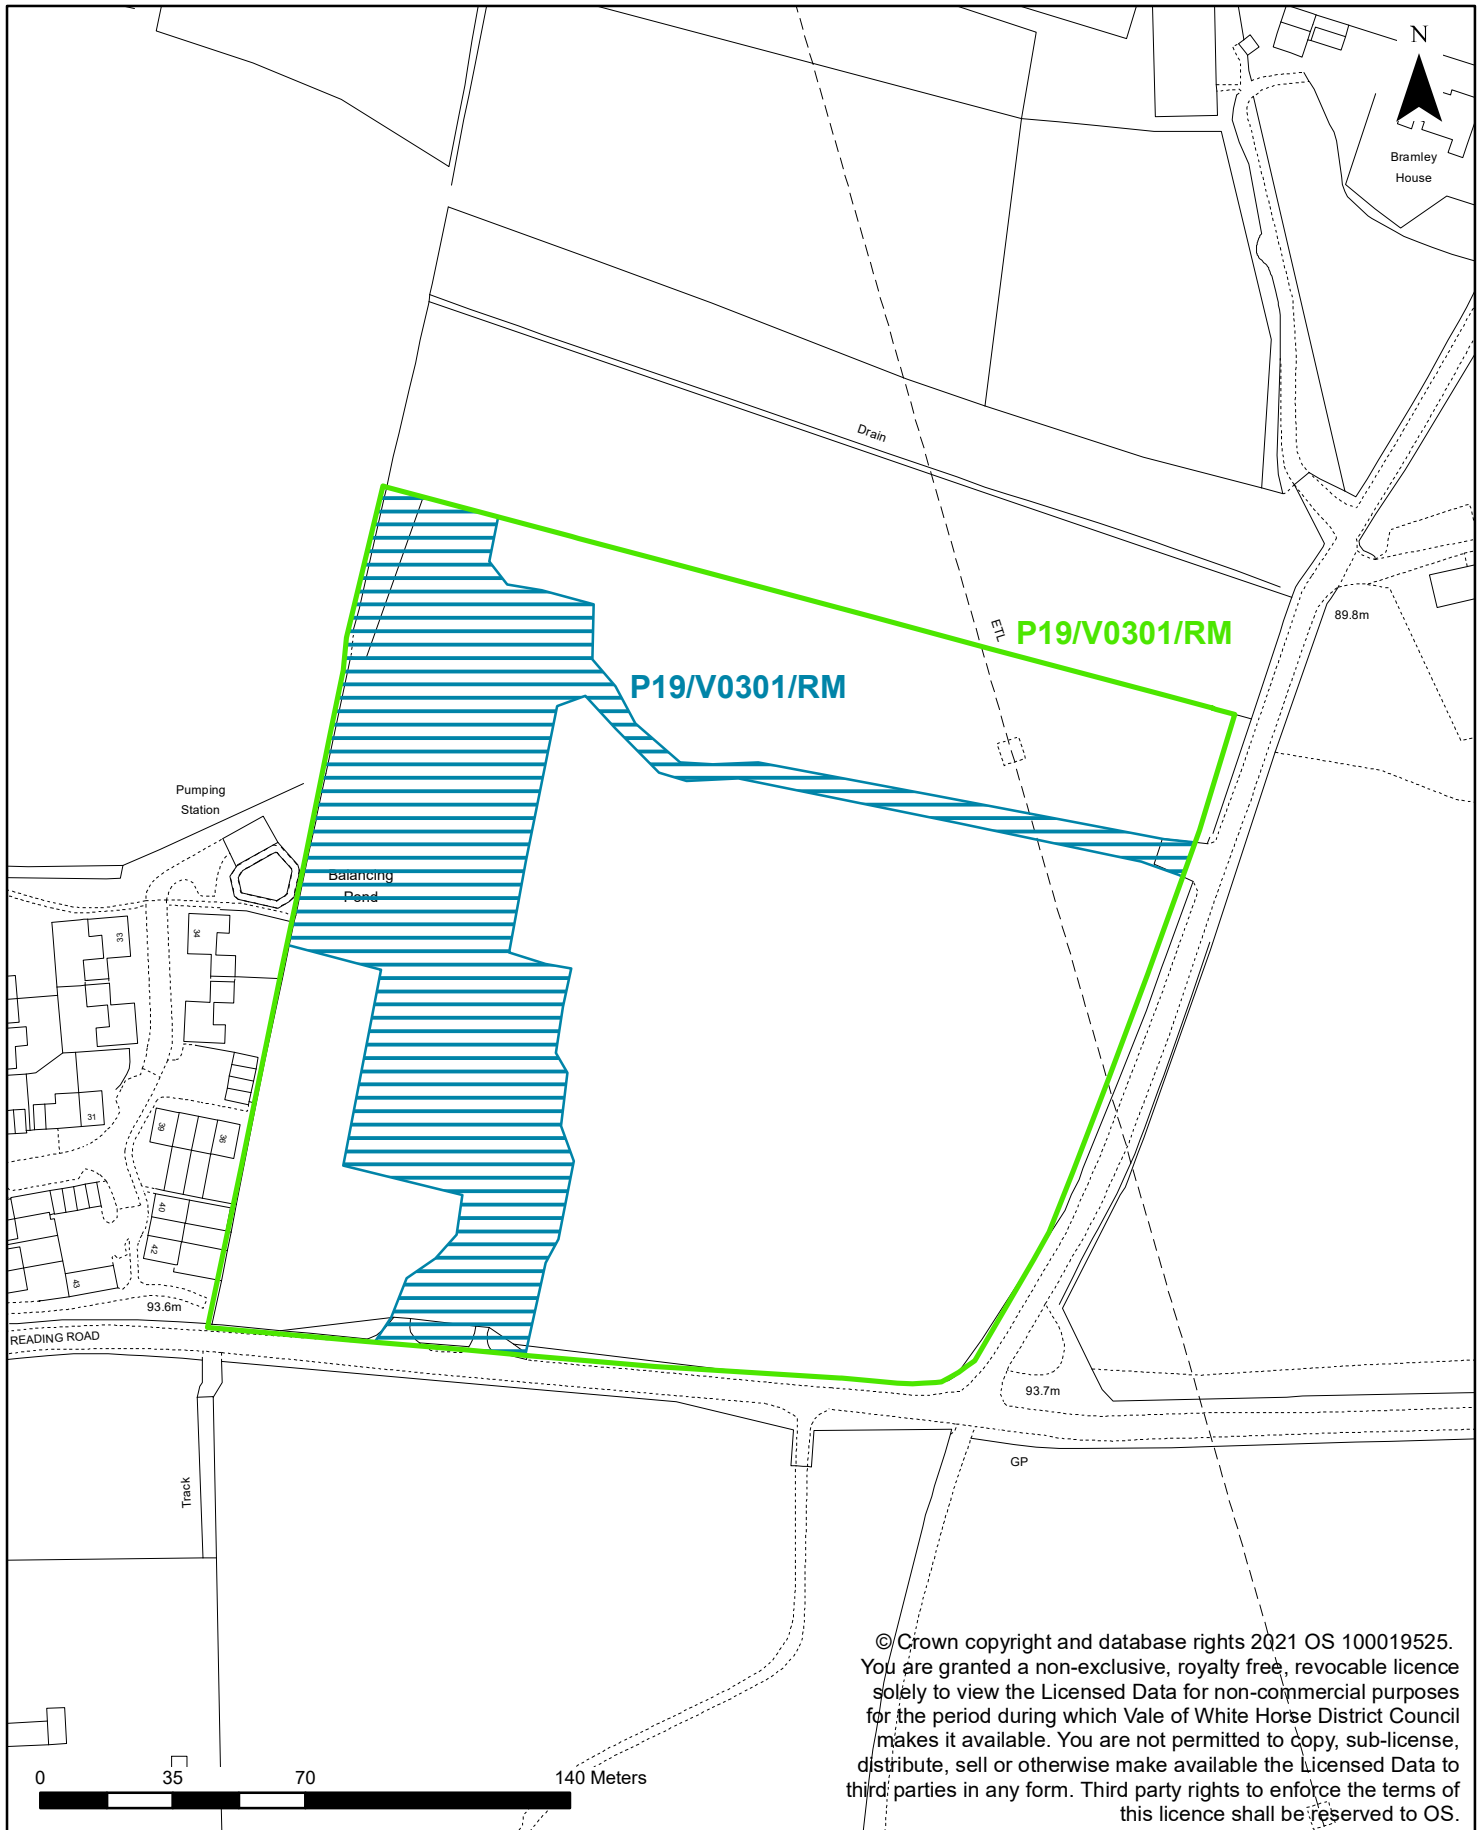 N
Bramley
House
Drain
89.8m
ETL
P19/V0301/RM
P19/V0301/RM
Pumping
Station
Balancing
Pond
33
34
31
39
36
40
42
43
93.6m
READING ROAD
93.7m
GP
Track
© Crown copyright and database rights 2021 OS 100019525.
You are granted a non-exclusive, royalty free, revocable licence
solely to view the Licensed Data for non-commercial purposes
for the period during which Vale of White Horse District Council
makes it available. You are not permitted to copy, sub-license,
distribute, sell or otherwise make available the Licensed Data to
third parties in any form. Third party rights to enforce the terms of
this licence shall be reserved to OS.
0 35 70 140 Meters